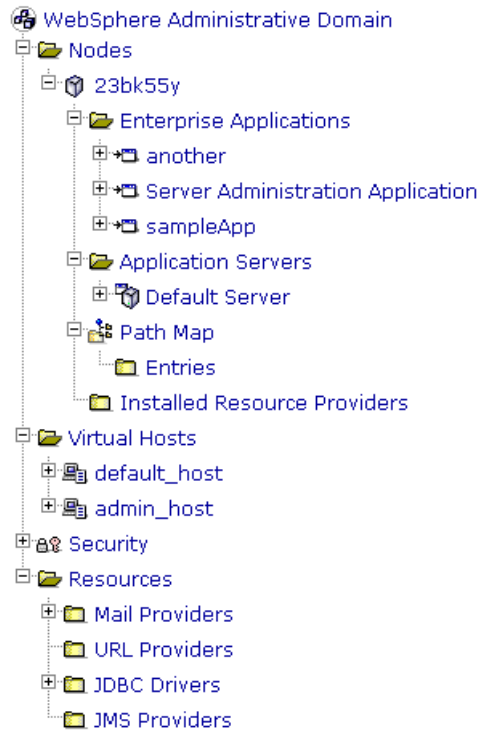 WebSphere Administrative Domain
Nodes
23bk55y
Enterprise Applications
another
Server Administration Application
sampleApp
Application Servers
Default Server
Path Map
Entries
Installed Resource Providers
Virtual Hosts
default_host
admin_host
Security
Resources
Mail Providers
URL Providers
JDBC Drivers
JMS Providers